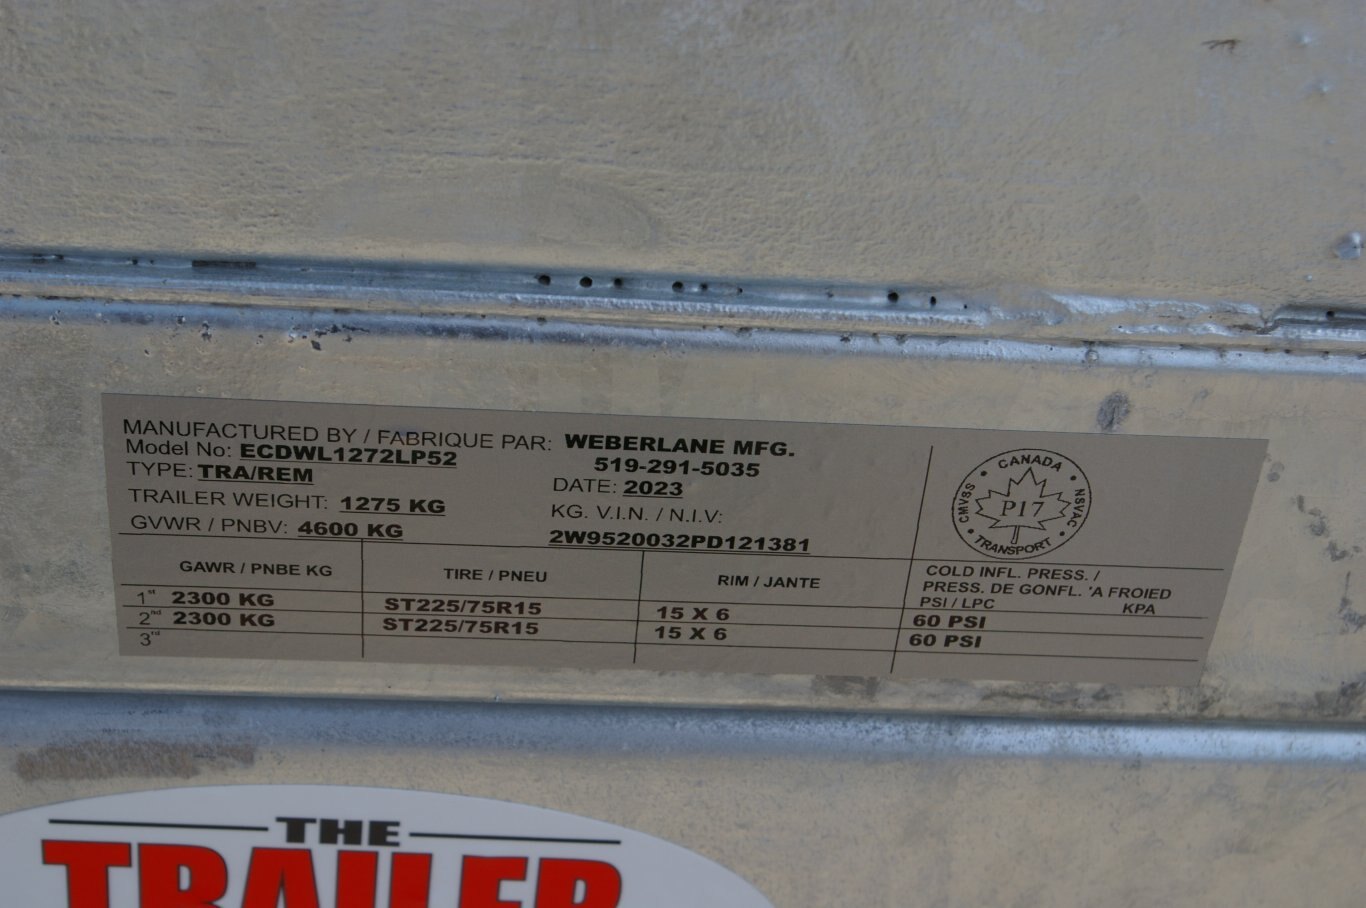 MANUFACTURED BY / FABRIQUE PAR: WEBERLANE MFG.
Model No: ECDWL1272LP52 519-291-5035
TYPE: TRA/REM DATE: 2023
TRAILER WEIGHT: 1275 KG KG. V.I.N. / N.I.V:
GVWR / PNBV: 4600 KG 2W9520032PD121381
CANADA
CMVSS P17 NSVAC
TRANSPORT
GAWR / PNBE KG TIRE / PNEU RIM / JANTE COLD INFL. PRESS. /
PRESS. DE GONFL. 'A FROIED
PSI / LPC KPA
1st 2300 KG ST225/75R15 15 X 6 60 PSI
2nd 2300 KG ST225/75R15 15 X 6 60 PSI
3rd
THE
TRAILER